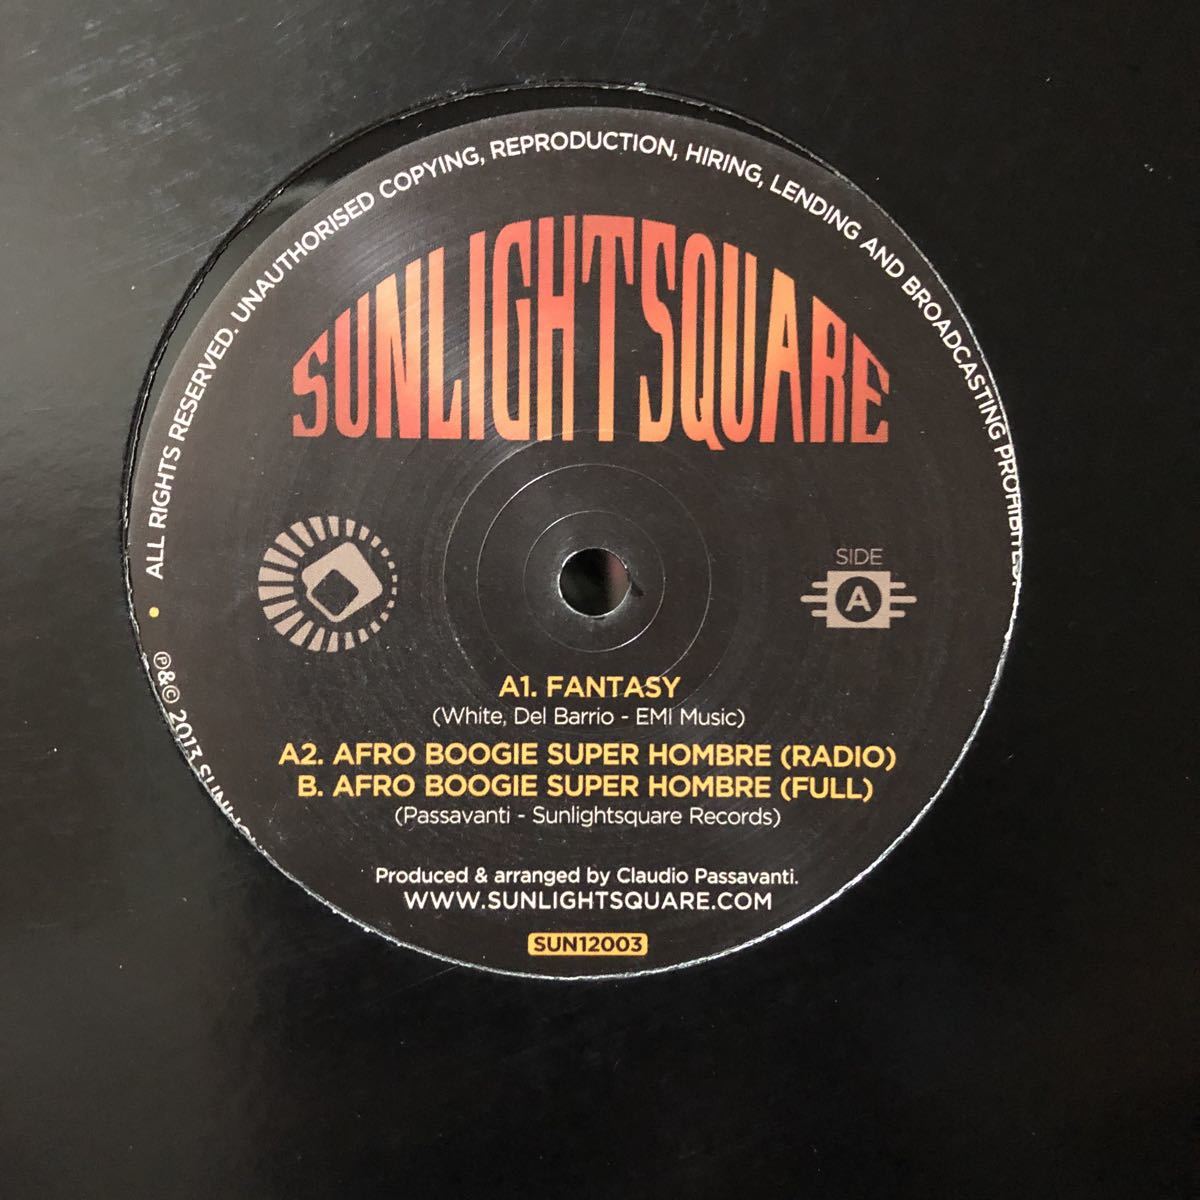 ALL RIGHTS RESERVED. UNAUTHORISED COPYING, REPRODUCTION, HIRING, LENDING AND BROADCASTING PROHIBITED
SUNLIGHTSQUARE
SIDE
A
A1. FANTASY
(White, Del Barrio - EMI Music)
A2. AFRO BOOGIE SUPER HOMBRE (RADIO)
B. AFRO BOOGIE SUPER HOMBRE (FULL)
(Passavanti - Sunlightsquare Records)
Produced & arranged by Claudio Passavanti.
WWW.SUNLIGHTSQUARE.COM
SUN12003
℗&© 2013